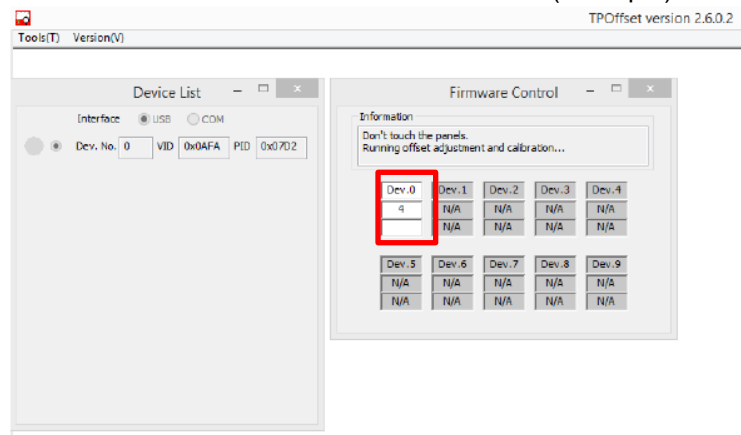 TPOffset version 2.6.0.2
Tools(T) Version(V)
Device List
Interface USB COM
Dev. No. 0 VID 0x0AFA PID 0x07D2
Firmware Control
Information
Don't touch the panels.
Running offset adjustment and calibration...
Dev.0 Dev.1 Dev.2 Dev.3 Dev.4
4 N/A N/A N/A N/A
N/A N/A N/A N/A
Dev.5 Dev.6 Dev.7 Dev.8 Dev.9
N/A N/A N/A N/A N/A
N/A N/A N/A N/A N/A